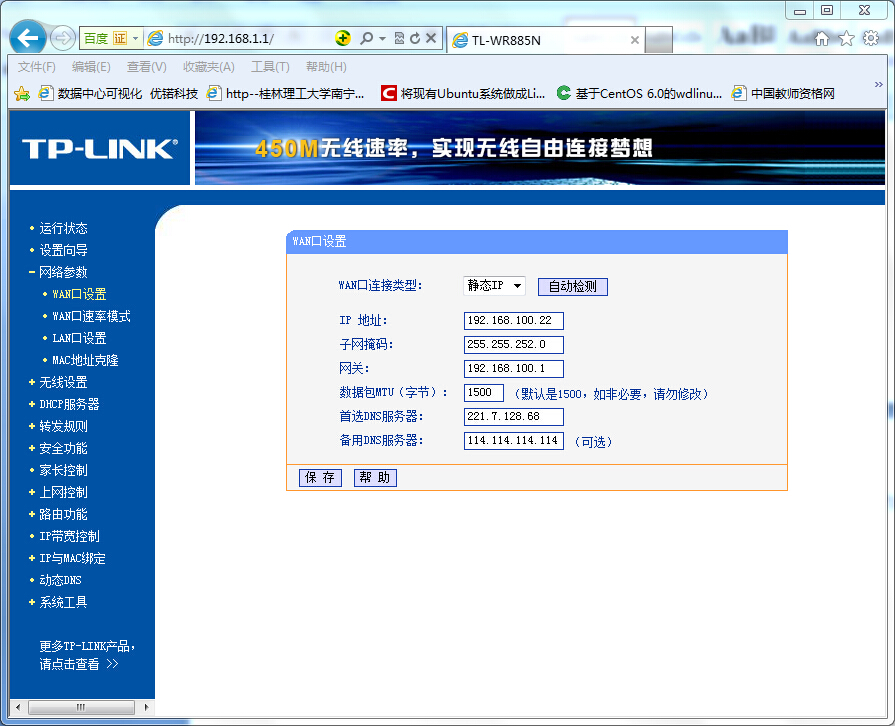 百度 证 http://192.168.1.1/ TL-WR885N
文件(F) 编辑(E) 查看(V) 收藏夹(A) 工具(T) 帮助(H)
数据中心可视化 优锘科技 http--桂林理工大学南宁... 将现有Ubuntu系统做成Li... 基于CentOS 6.0的wdlinu... 中国教师资格网 »
TP-LINK®
450M无线速率，实现无线自由连接梦想
运行状态
设置向导
网络参数
WAN口设置
WAN口速率模式
LAN口设置
MAC地址克隆
无线设置
DHCP服务器
转发规则
安全功能
家长控制
上网控制
路由功能
IP带宽控制
IP与MAC绑定
动态DNS
系统工具
更多TP-LINK产品，
请点击查看 >>
WAN口设置
WAN口连接类型： 静态IP 自动检测
IP 地址： 192.168.100.22
子网掩码： 255.255.252.0
网关： 192.168.100.1
数据包MTU（字节）： 1500 （默认是1500，如非必要，请勿修改）
首选DNS服务器： 221.7.128.68
备用DNS服务器： 114.114.114.114 （可选）
保 存 帮 助